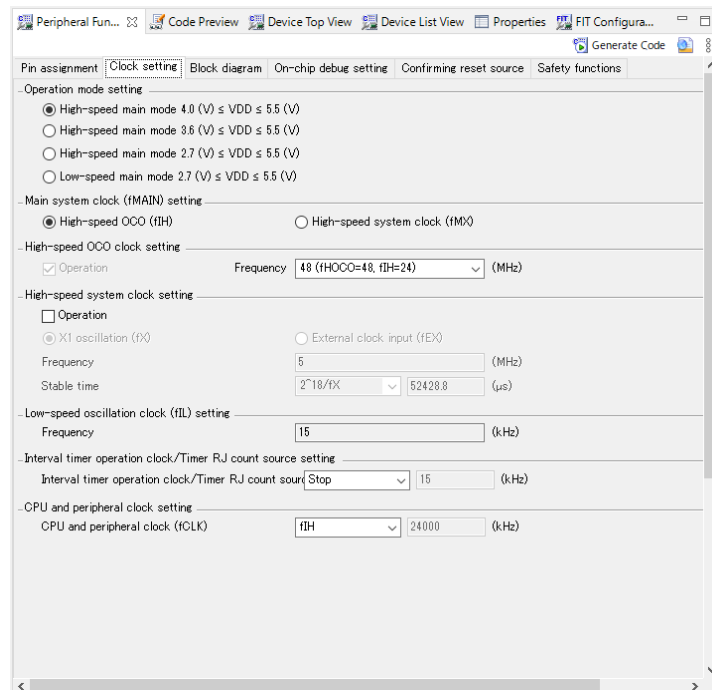 Peripheral Fun... Code Preview Device Top View Device List View Properties FIT Configura...
Generate Code
Pin assignment Clock setting Block diagram On-chip debug setting Confirming reset source Safety functions
Operation mode setting
High-speed main mode 4.0 (V) ≤ VDD ≤ 5.5 (V)
High-speed main mode 3.6 (V) ≤ VDD ≤ 5.5 (V)
High-speed main mode 2.7 (V) ≤ VDD ≤ 5.5 (V)
Low-speed main mode 2.7 (V) ≤ VDD ≤ 5.5 (V)
Main system clock (fMAIN) setting
High-speed OCO (fIH) High-speed system clock (fMX)
High-speed OCO clock setting
Operation Frequency 48 (fHOCO=48, fIH=24) (MHz)
High-speed system clock setting
Operation
X1 oscillation (fX) External clock input (fEX)
Frequency 5 (MHz)
Stable time 2^18/fX 52428.8 (μs)
Low-speed oscillation clock (fIL) setting
Frequency 15 (kHz)
Interval timer operation clock/Timer RJ count source setting
Interval timer operation clock/Timer RJ count sour Stop 15 (kHz)
CPU and peripheral clock setting
CPU and peripheral clock (fCLK) fIH 24000 (kHz)